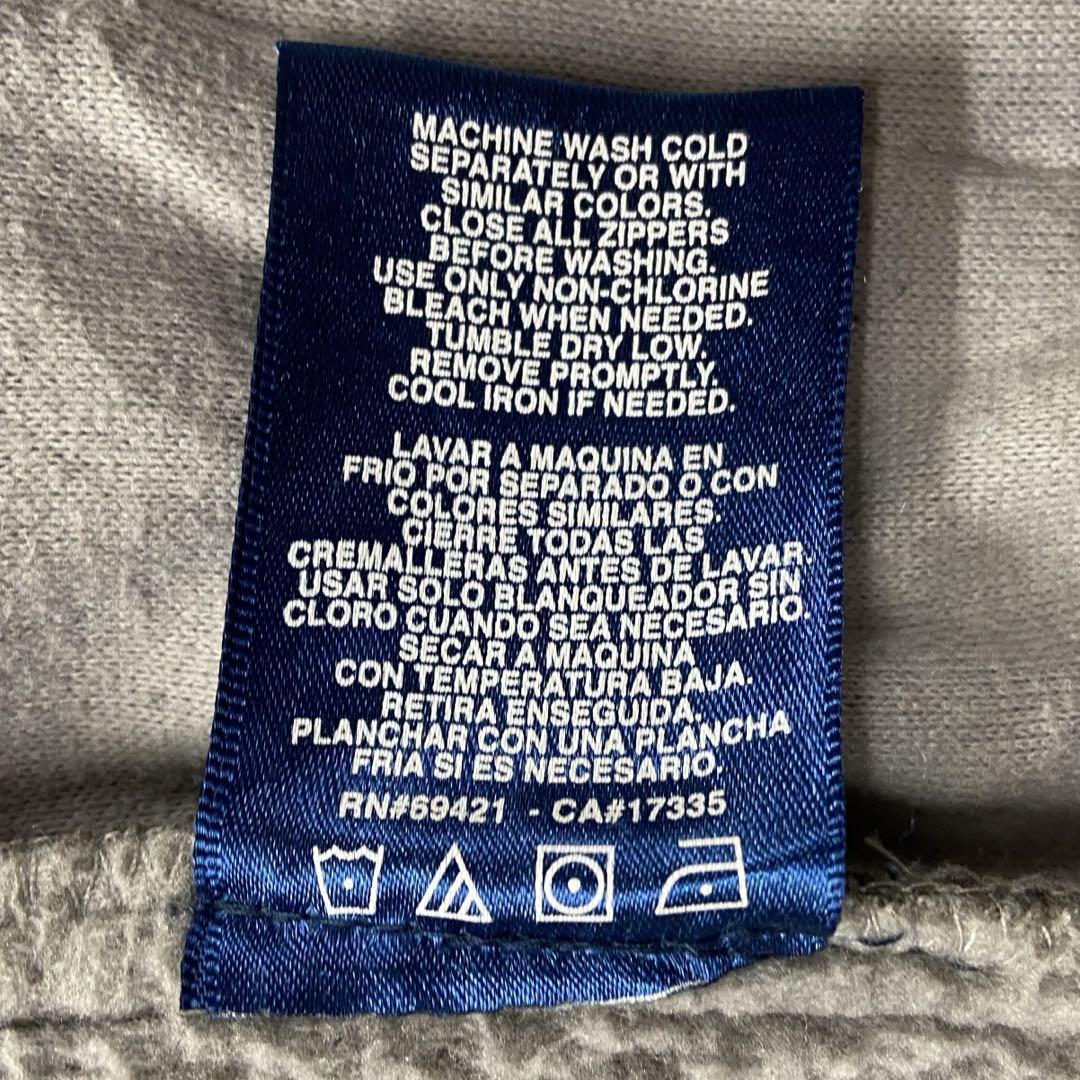 MACHINE WASH COLD
SEPARATELY OR WITH
SIMILAR COLORS.
CLOSE ALL ZIPPERS
BEFORE WASHING.
USE ONLY NON-CHLORINE
BLEACH WHEN NEEDED.
TUMBLE DRY LOW.
REMOVE PROMPTLY.
COOL IRON IF NEEDED.
LAVAR A MAQUINA EN
FRIO POR SEPARADO O CON
COLORES SIMILARES.
CIERRE TODAS LAS
CREMALLERAS ANTES DE LAVAR.
USAR SOLO BLANQUEADOR SIN
CLORO CUANDO SEA NECESARIO.
SECAR A MAQUINA
CON TEMPERATURA BAJA.
RETIRA ENSEGUIDA.
PLANCHAR CON UNA PLANCHA
FRIA SI ES NECESARIO.
RN#69421 - CA#17335